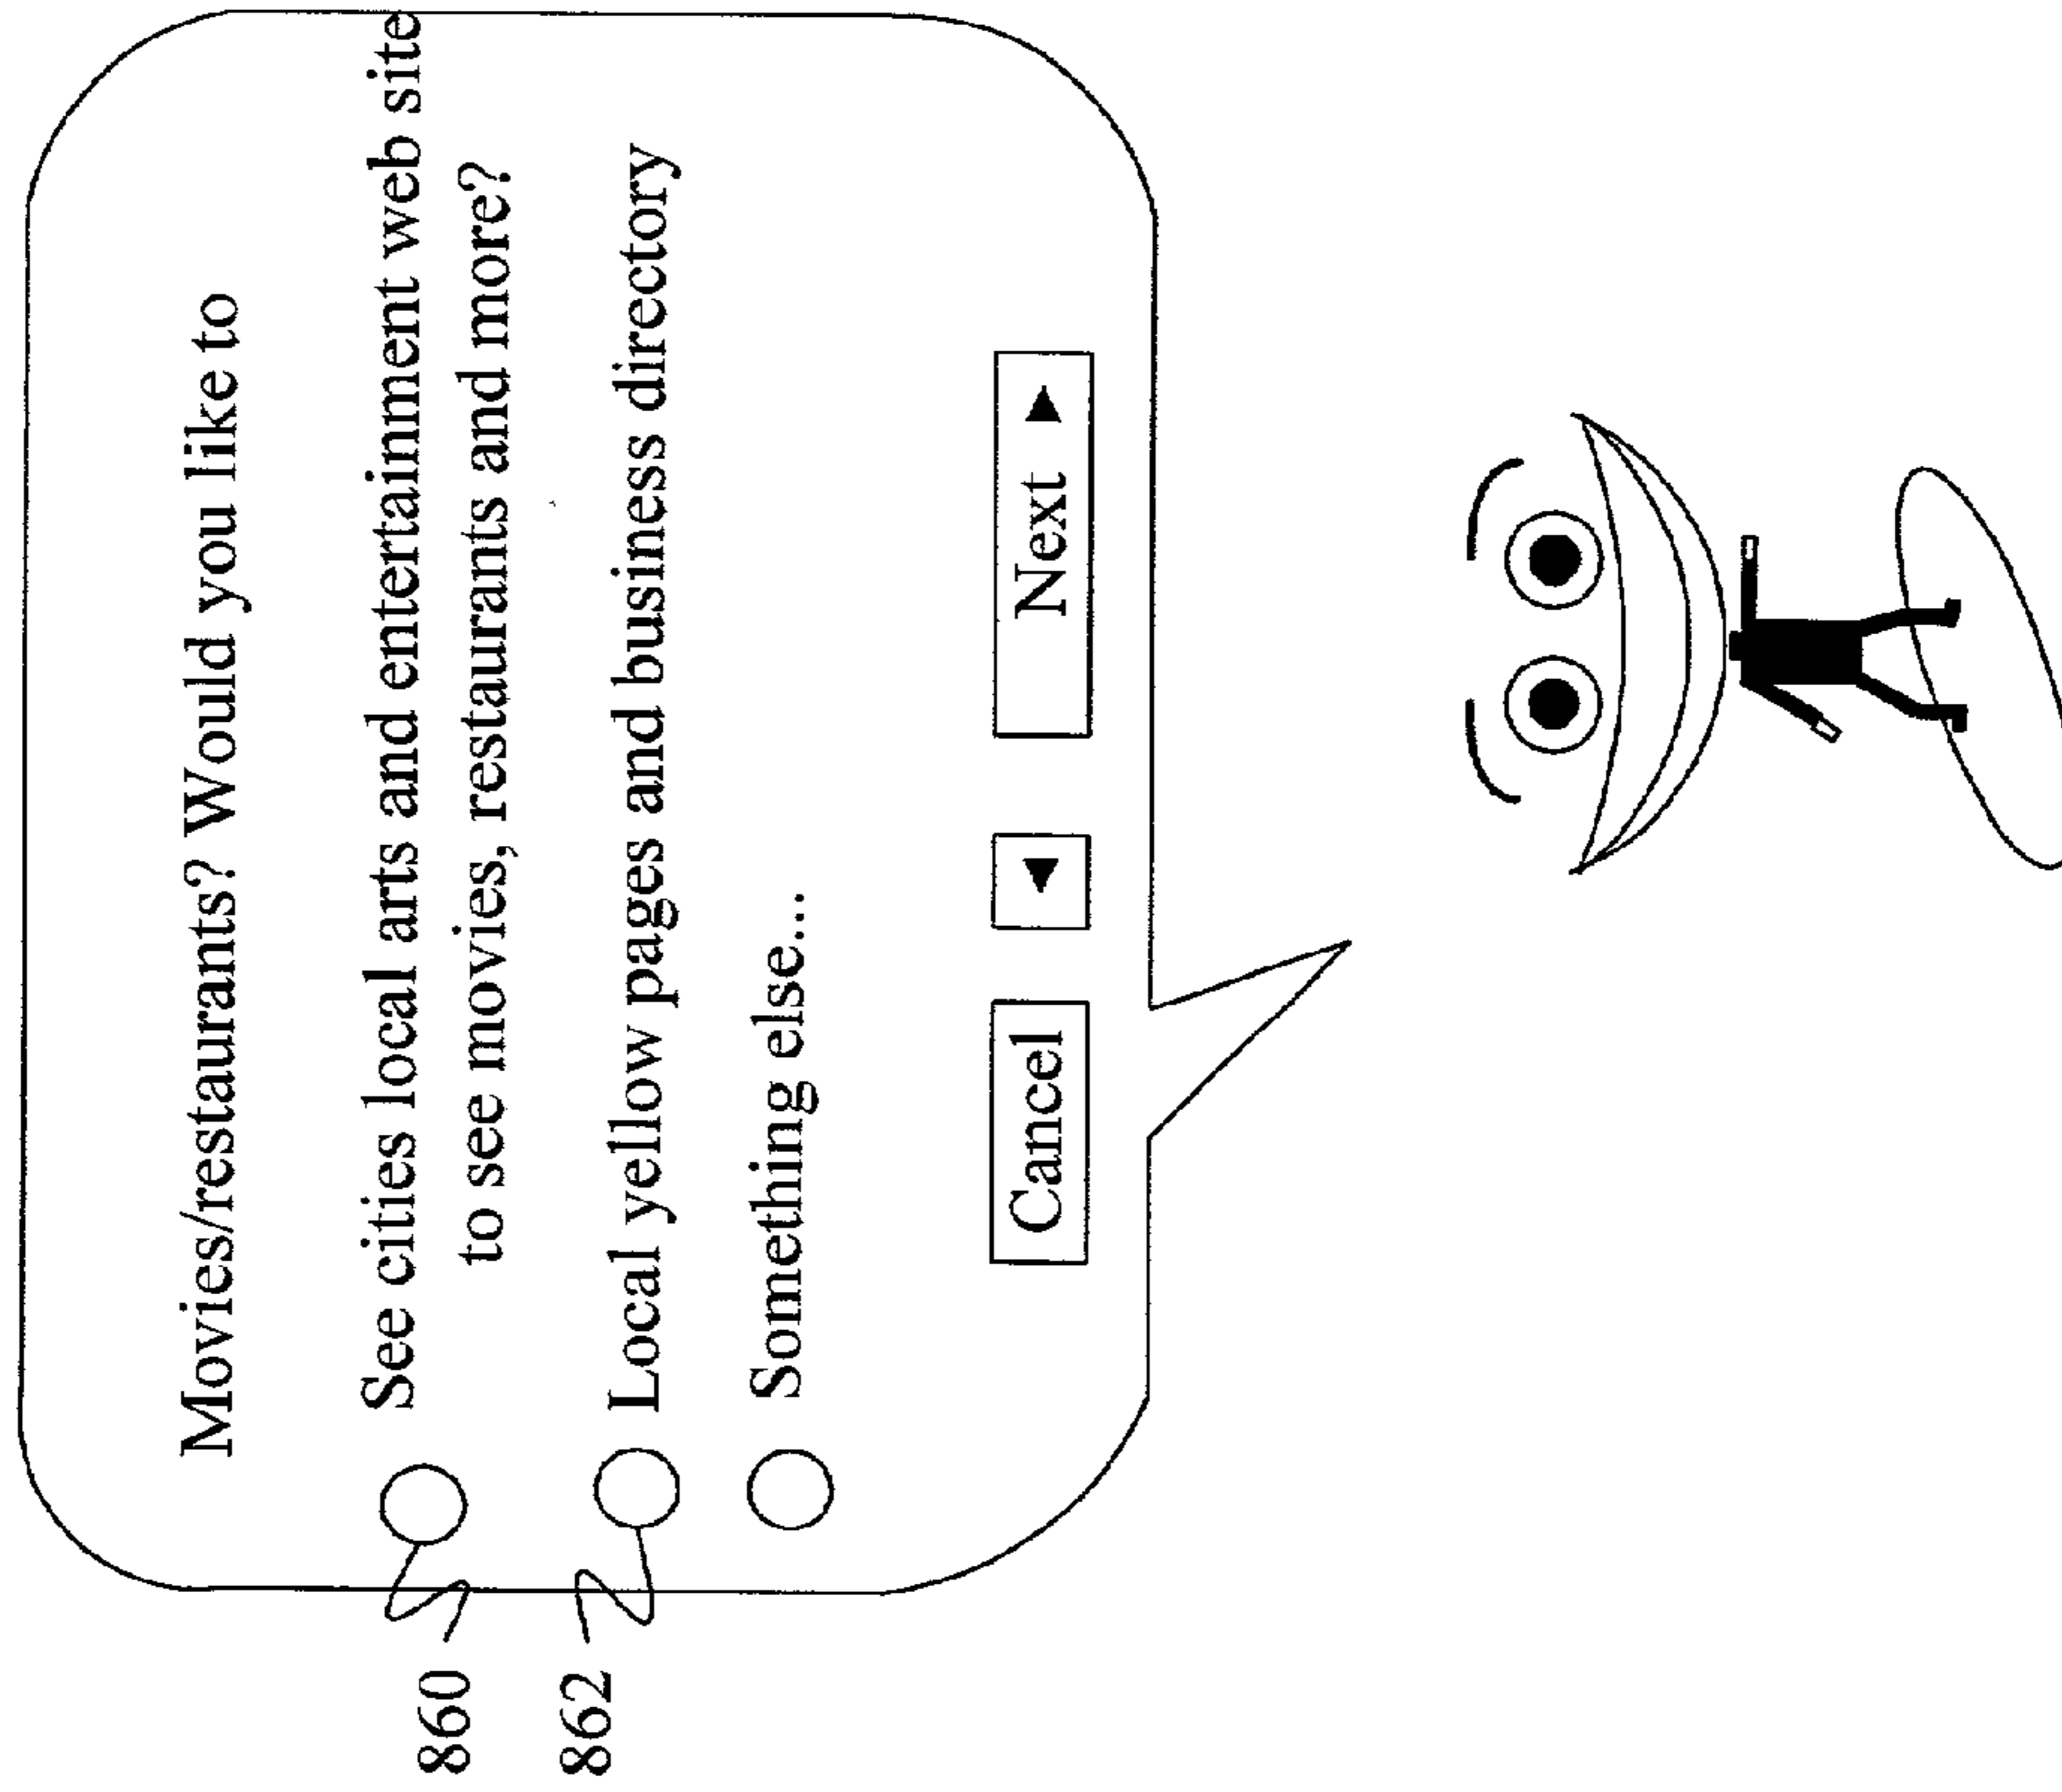 Movies/restaurants? Would you like to
See cities local arts and entertainment web site
to see movies, restaurants and more?
Local yellow pages and business directory
Something else...
Cancel
Next
860
862